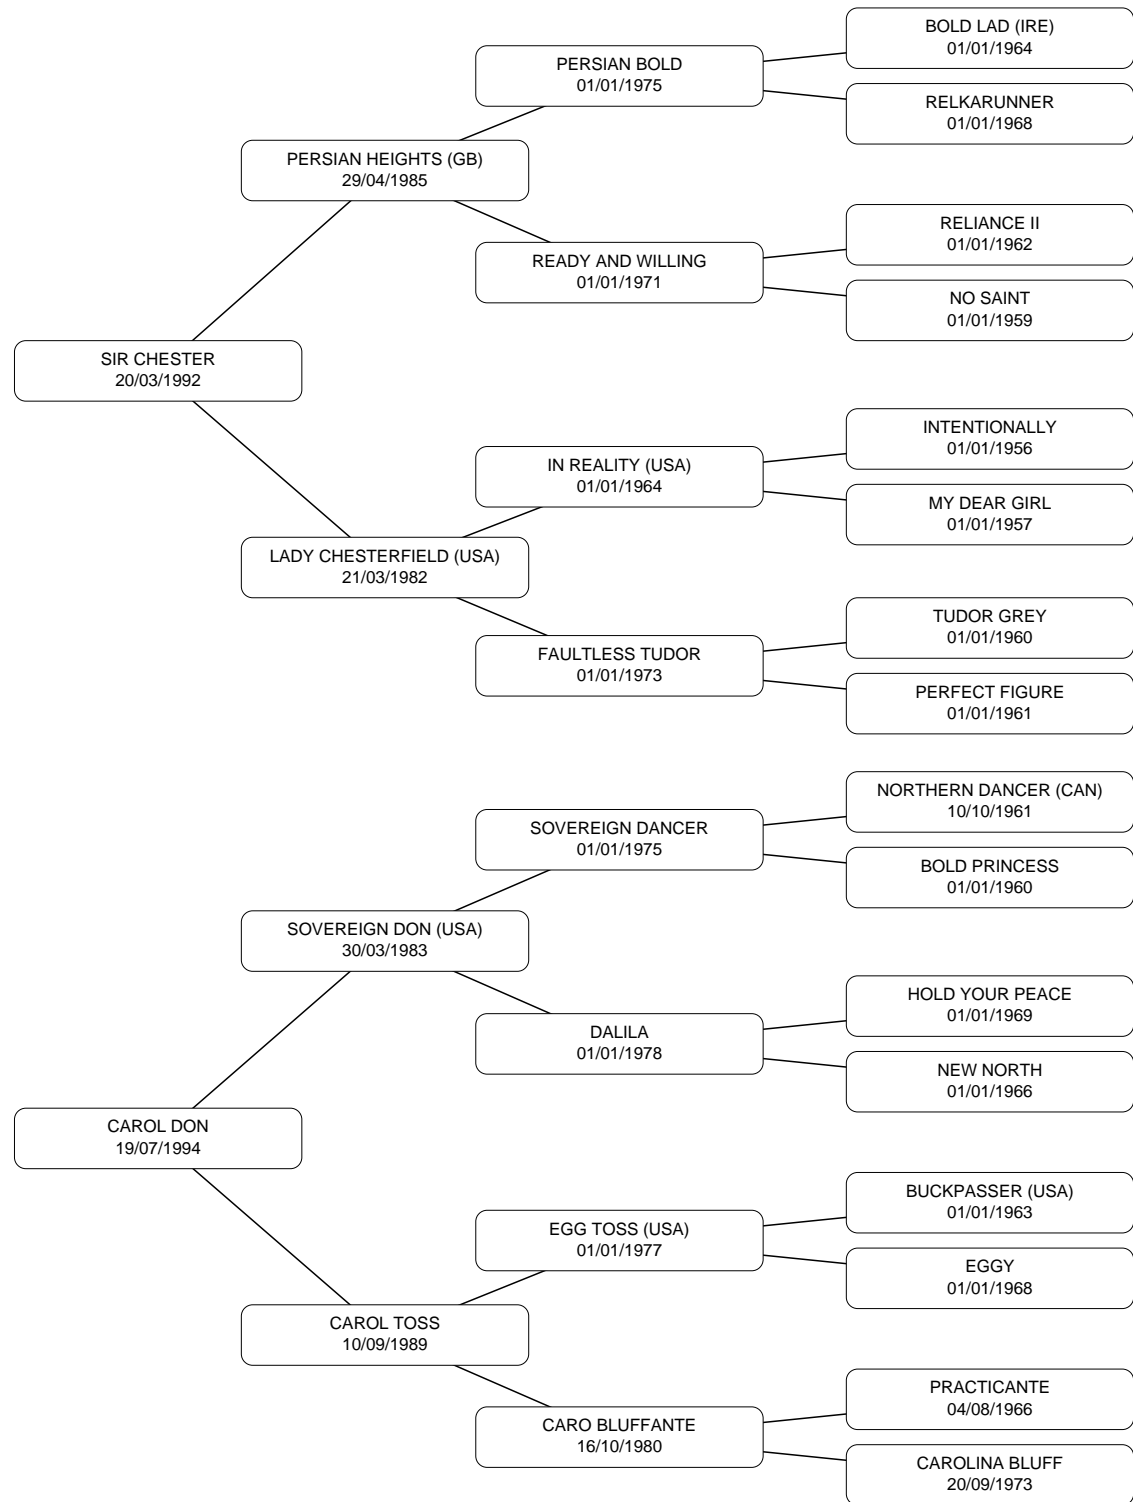 BOLD LAD (IRE)
01/01/1964
PERSIAN BOLD
01/01/1975
RELKARUNNER
01/01/1968
PERSIAN HEIGHTS (GB)
29/04/1985
RELIANCE II
01/01/1962
READY AND WILLING
01/01/1971
NO SAINT
01/01/1959
SIR CHESTER
20/03/1992
INTENTIONALLY
01/01/1956
IN REALITY (USA)
01/01/1964
MY DEAR GIRL
01/01/1957
LADY CHESTERFIELD (USA)
21/03/1982
TUDOR GREY
01/01/1960
FAULTLESS TUDOR
01/01/1973
PERFECT FIGURE
01/01/1961
NORTHERN DANCER (CAN)
10/10/1961
SOVEREIGN DANCER
01/01/1975
BOLD PRINCESS
01/01/1960
SOVEREIGN DON (USA)
30/03/1983
HOLD YOUR PEACE
01/01/1969
DALILA
01/01/1978
NEW NORTH
01/01/1966
CAROL DON
19/07/1994
BUCKPASSER (USA)
01/01/1963
EGG TOSS (USA)
01/01/1977
EGGY
01/01/1968
CAROL TOSS
10/09/1989
PRACTICANTE
04/08/1966
CARO BLUFFANTE
16/10/1980
CAROLINA BLUFF
20/09/1973